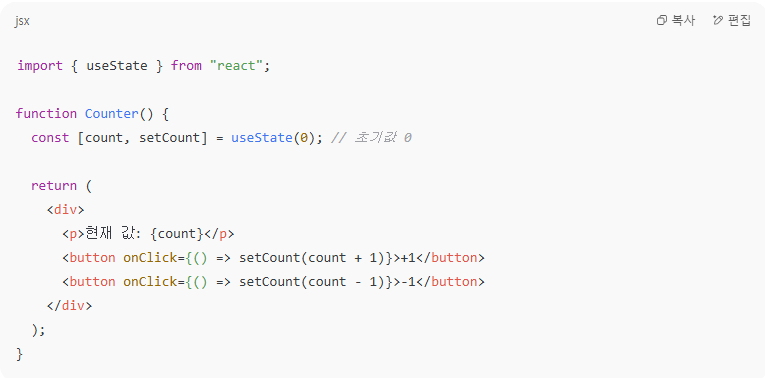 jsx
복사 편집
import { useState } from "react";
function Counter() {
const [count, setCount] = useState(0); // 초기값 0
return (
<div>
<p>현재 값: {count}</p>
<button onClick={() => setCount(count + 1)}>+1</button>
<button onClick={() => setCount(count - 1)}>-1</button>
</div>
);
}